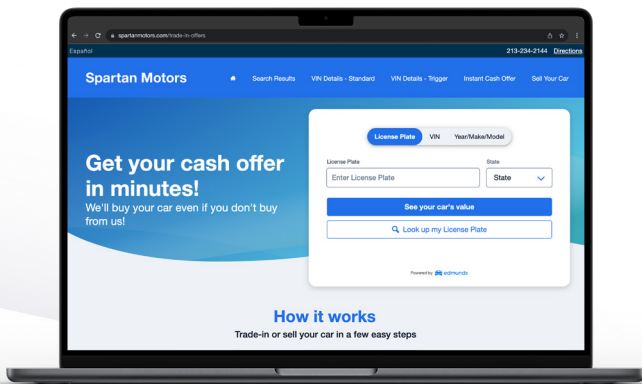 spartanmotors.com/trade-in-offers
Español
213-234-2144 Directions
Spartan Motors
Search Results VIN Details - Standard VIN Details - Trigger Instant Cash Offer Sell Your Car
Get your cash offer
in minutes!
We'll buy your car even if you don't buy
from us!
License Plate VIN Year/Make/Model
License Plate State
Enter License Plate State
See your car's value
Look up my License Plate
Powered by edmunds
How it works
Trade-in or sell your car in a few easy steps